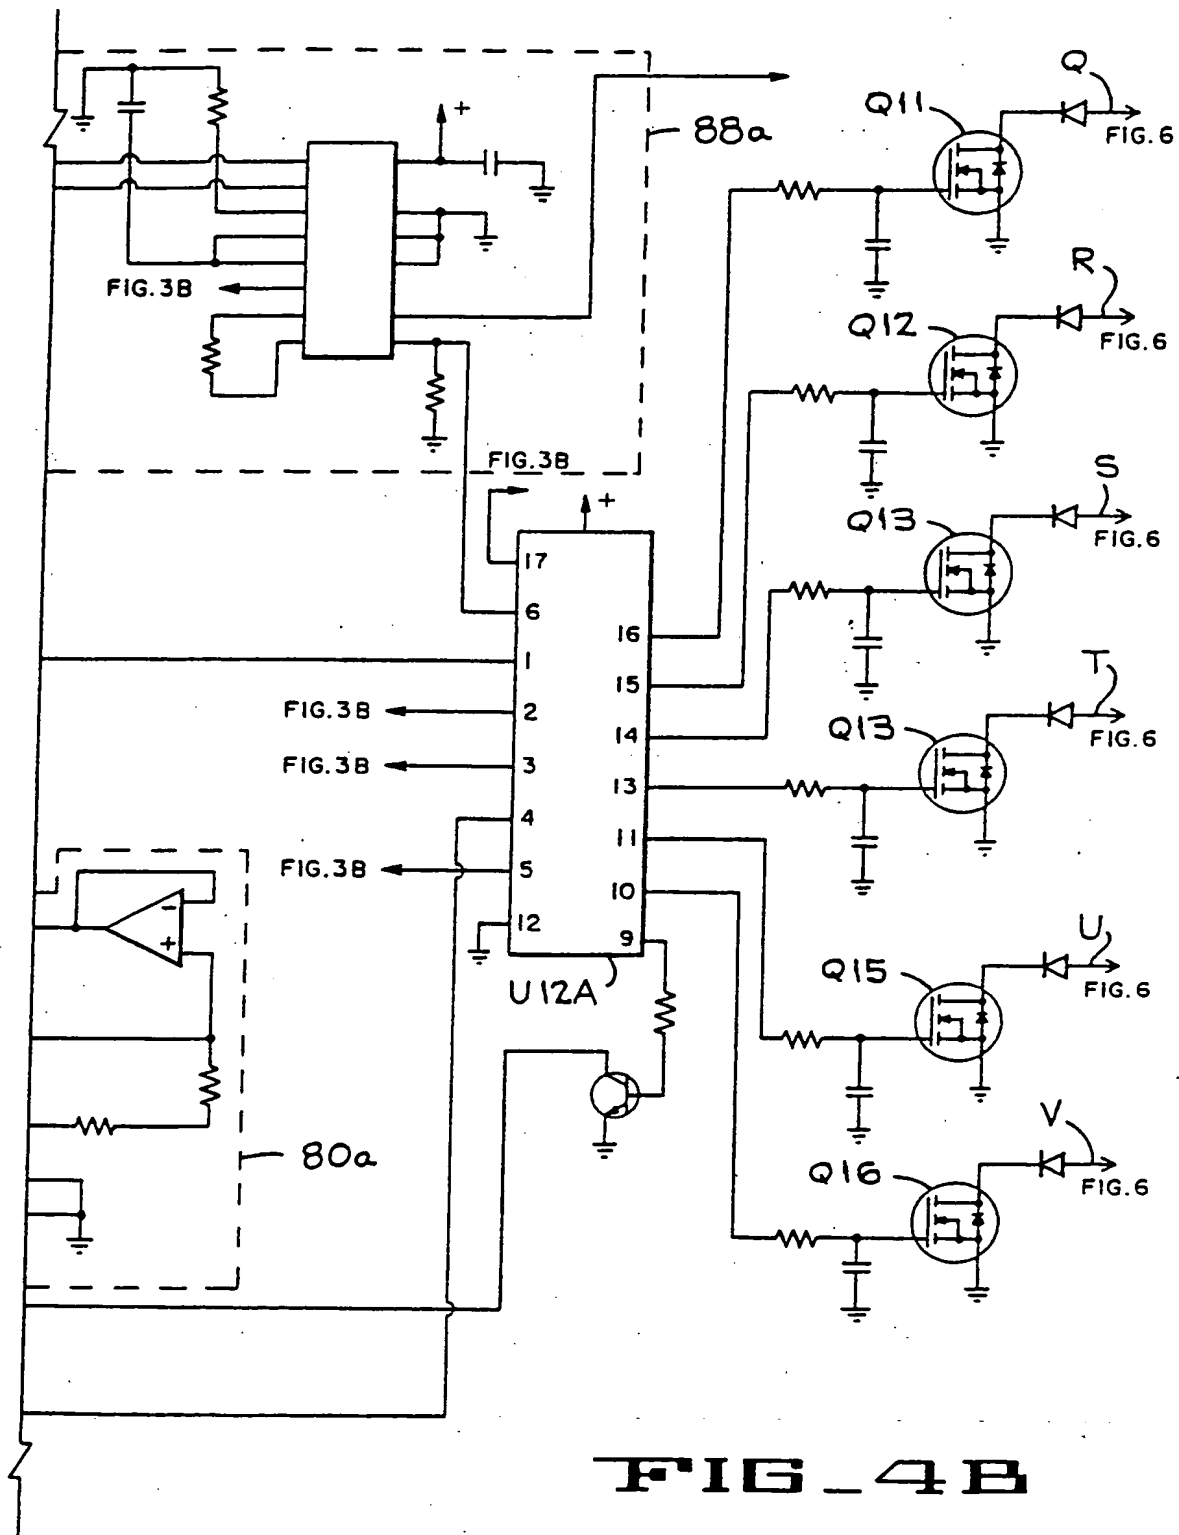 Q
Q11
FIG. 6
+
88a
R
Q12
FIG.6
FIG.3B
S
Q13
FIG. 6
FIG.3B
+
17
6
16
1
15
T
Q13
FIG. 6
FIG.3B 2
14
FIG.3B 3
13
4
11
FIG.3B 5
10
12
9
-
+
U12A
U
Q15
FIG. 6
80a
V
Q16
FIG. 6
FIG_4B